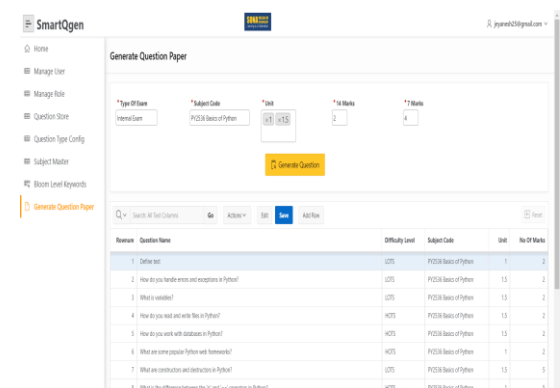 SmartQgen
SONA
jeyanesh25@gmail.com
Home
Manage User
Manage Role
Question Store
Question Type Config
Subject Master
Bloom Level Keywords
Generate Question Paper
Generate Question Paper
*Type Of Exam *Subject Code *Unit *14 Marks *7 Marks
Internal Exam PY2536 Basics of Python ×1 ×1.5 2 4
Generate Question
Search: All Text Columns Go Actions Edit Save Add Row Reset
Rownum Question Name Difficulty Level Subject Code Unit No Of Marks
1 Define text LOTS PY2536 Basics of Python 1 2
2 How do you handle errors and exceptions in Python? LOTS PY2536 Basics of Python 1.5 2
3 What is variables? LOTS PY2536 Basics of Python 1.5 2
4 How do you read and write files in Python? HOTS PY2536 Basics of Python 1.5 2
5 How do you work with databases in Python? HOTS PY2536 Basics of Python 1.5 2
6 What are some popular Python web frameworks? HOTS PY2536 Basics of Python 1 2
7 What are constructors and destructors in Python? LOTS PY2536 Basics of Python 1.5 5